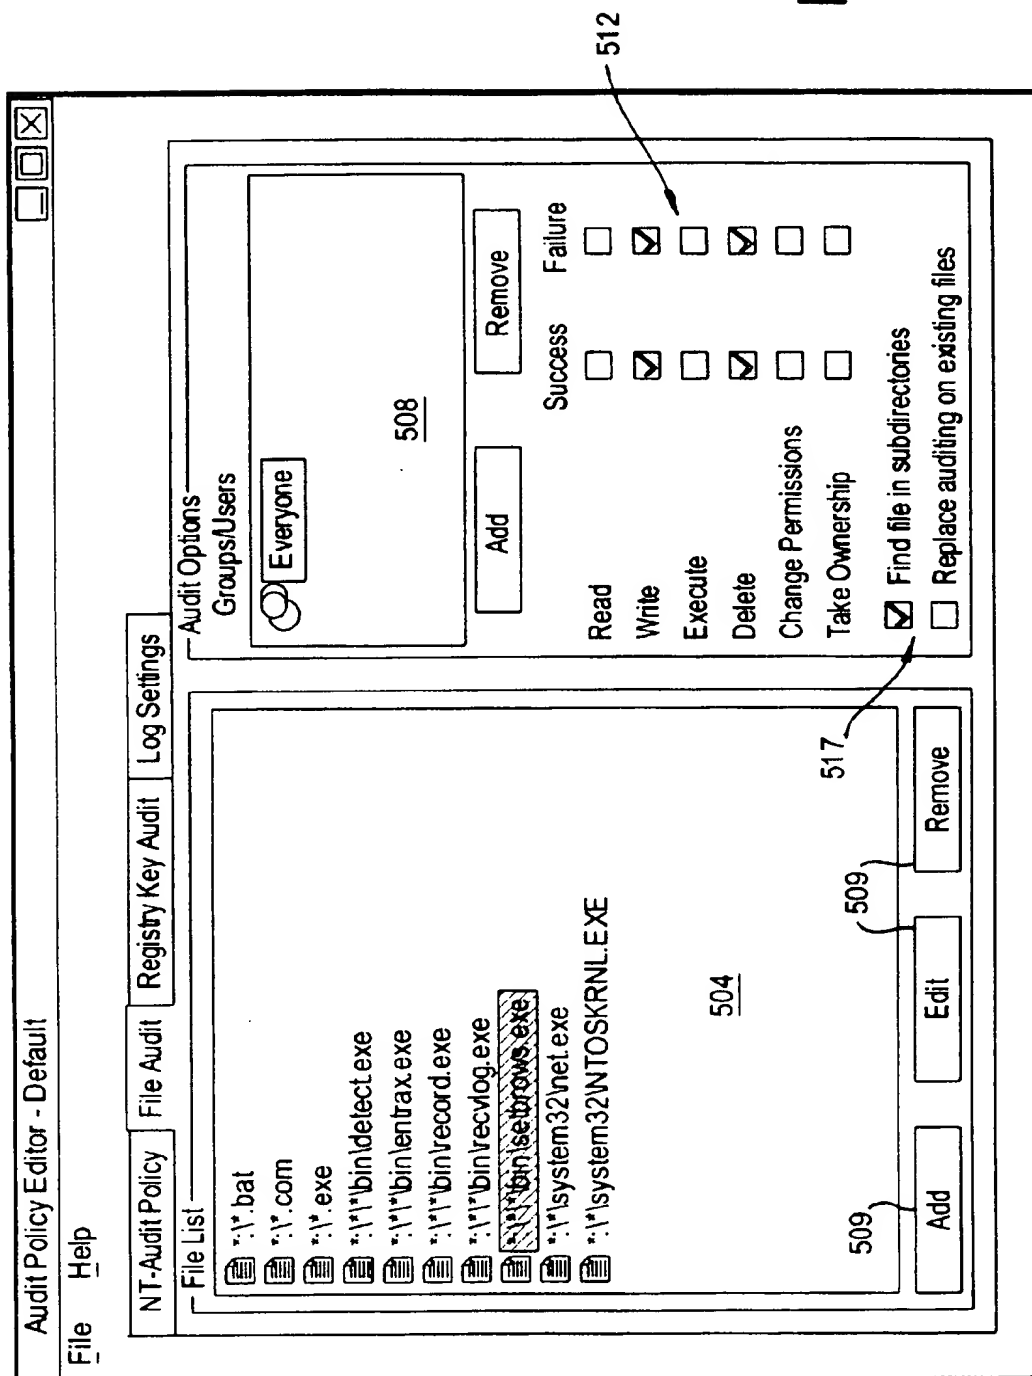 Audit Policy Editor - Default
File Help
NT-Audit Policy File Audit Registry Key Audit Log Settings
File List
*:\*.bat
*:\*.com
*:\*.exe
*:\*\*\bin\detect.exe
*:\*\*\bin\entrax.exe
*:\*\*\bin\record.exe
*:\*\*\bin\recvlog.exe
*:\*\*\bin\setbrows.exe
*:\*\system32\net.exe
*:\*\system32\NTOSKRNL.EXE
504
509
509
Add Edit Remove
Audit Options
Groups/Users
Everyone
508
Add Remove
Success Failure
Read
Write
Execute
Delete
Change Permissions
Take Ownership
Find file in subdirectories
Replace auditing on existing files
512
517